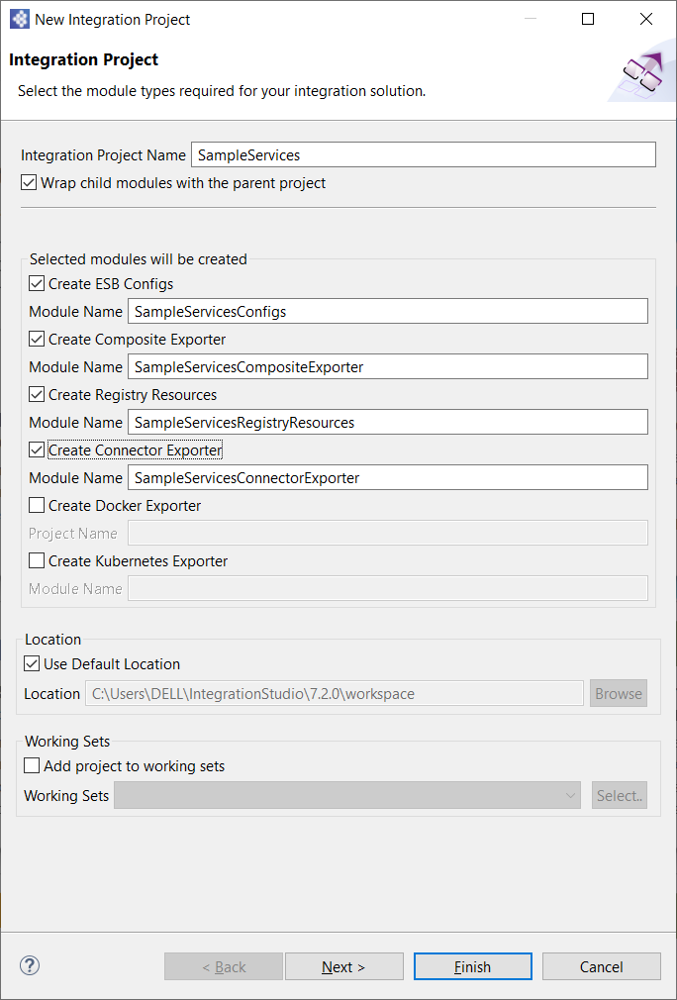 New Integration Project
Integration Project
Select the module types required for your integration solution.
Integration Project Name SampleServices
Wrap child modules with the parent project
Selected modules will be created
Create ESB Configs
Module Name SampleServicesConfigs
Create Composite Exporter
Module Name SampleServicesCompositeExporter
Create Registry Resources
Module Name SampleServicesRegistryResources
Create Connector Exporter
Module Name SampleServicesConnectorExporter
Create Docker Exporter
Project Name
Create Kubernetes Exporter
Module Name
Location
Use Default Location
Location C:\Users\DELL\IntegrationStudio\7.2.0\workspace Browse
Working Sets
Add project to working sets
Working Sets Select..
? < Back Next > Finish Cancel